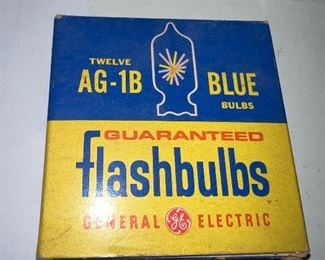 TWELVE
AG-1B BLUE
BULBS
GUARANTEED
flashbulbs
GENERAL GE ELECTRIC